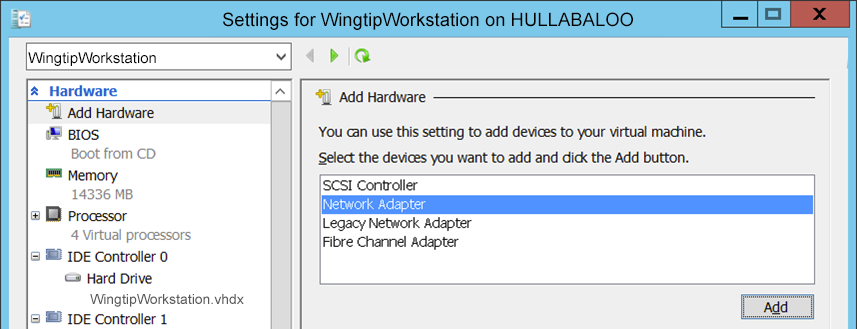 Settings for WingtipWorkstation on HULLABALOO
WingtipWorkstation
Hardware
Add Hardware
BIOS
Boot from CD
Memory
14336 MB
Processor
4 Virtual processors
IDE Controller 0
Hard Drive
WingtipWorkstation.vhdx
IDE Controller 1
Add Hardware
You can use this setting to add devices to your virtual machine.
Select the devices you want to add and click the Add button.
SCSI Controller
Network Adapter
Legacy Network Adapter
Fibre Channel Adapter
Add